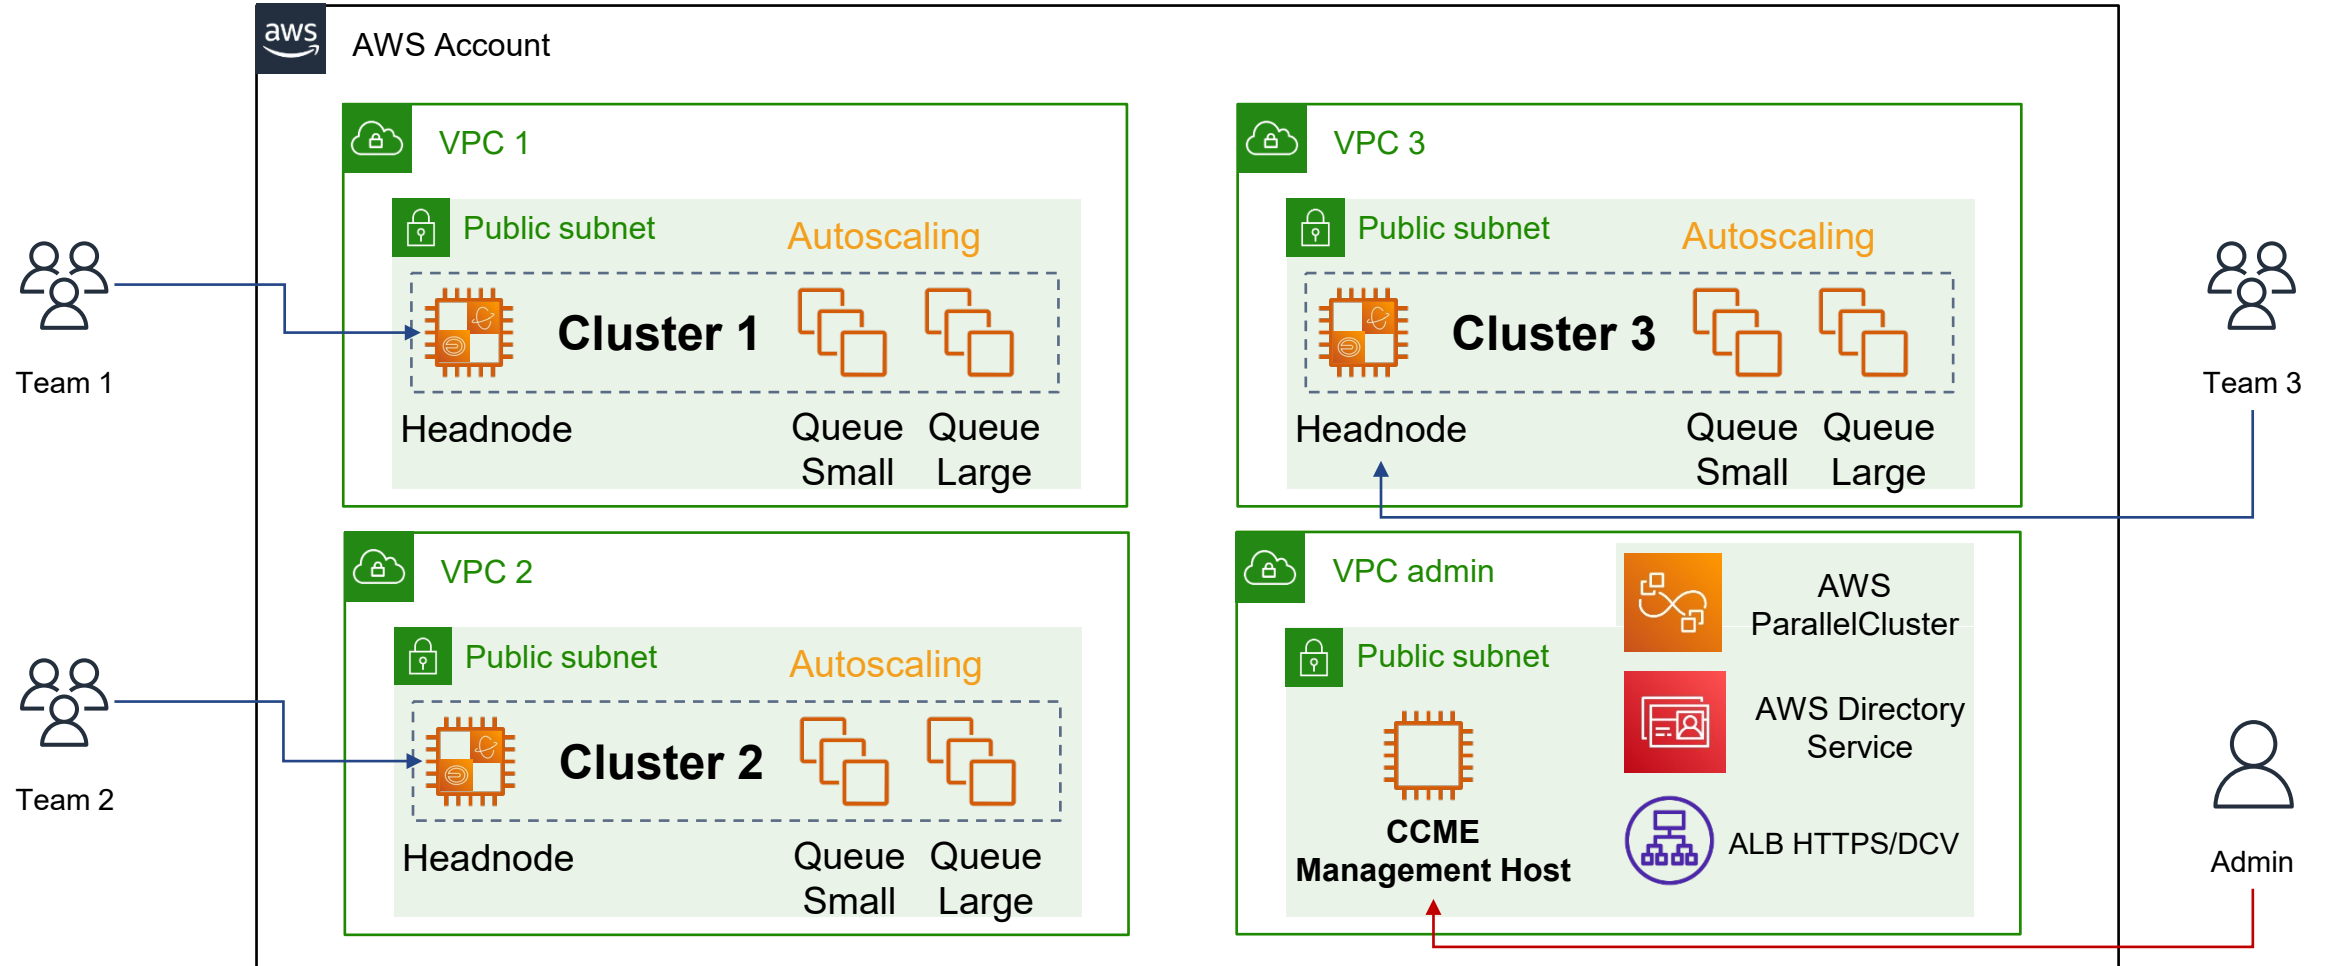 aws
AWS Account
VPC 1
Public subnet
Autoscaling
Cluster 1
Headnode
Queue Small
Queue Large
VPC 3
Public subnet
Autoscaling
Cluster 3
Headnode
Queue Small
Queue Large
Team 1
Team 3
VPC 2
Public subnet
Autoscaling
Cluster 2
Headnode
Queue Small
Queue Large
VPC admin
Public subnet
CCME
Management Host
AWS
ParallelCluster
AWS Directory
Service
ALB HTTPS/DCV
Team 2
Admin